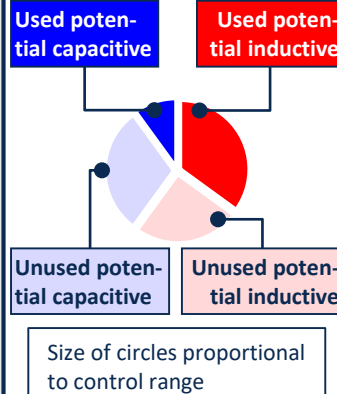 Used poten-
tial capacitive
Used poten-
tial inductive
Unused poten-
tial capacitive
Unused poten-
tial inductive
Size of circles proportional
to control range